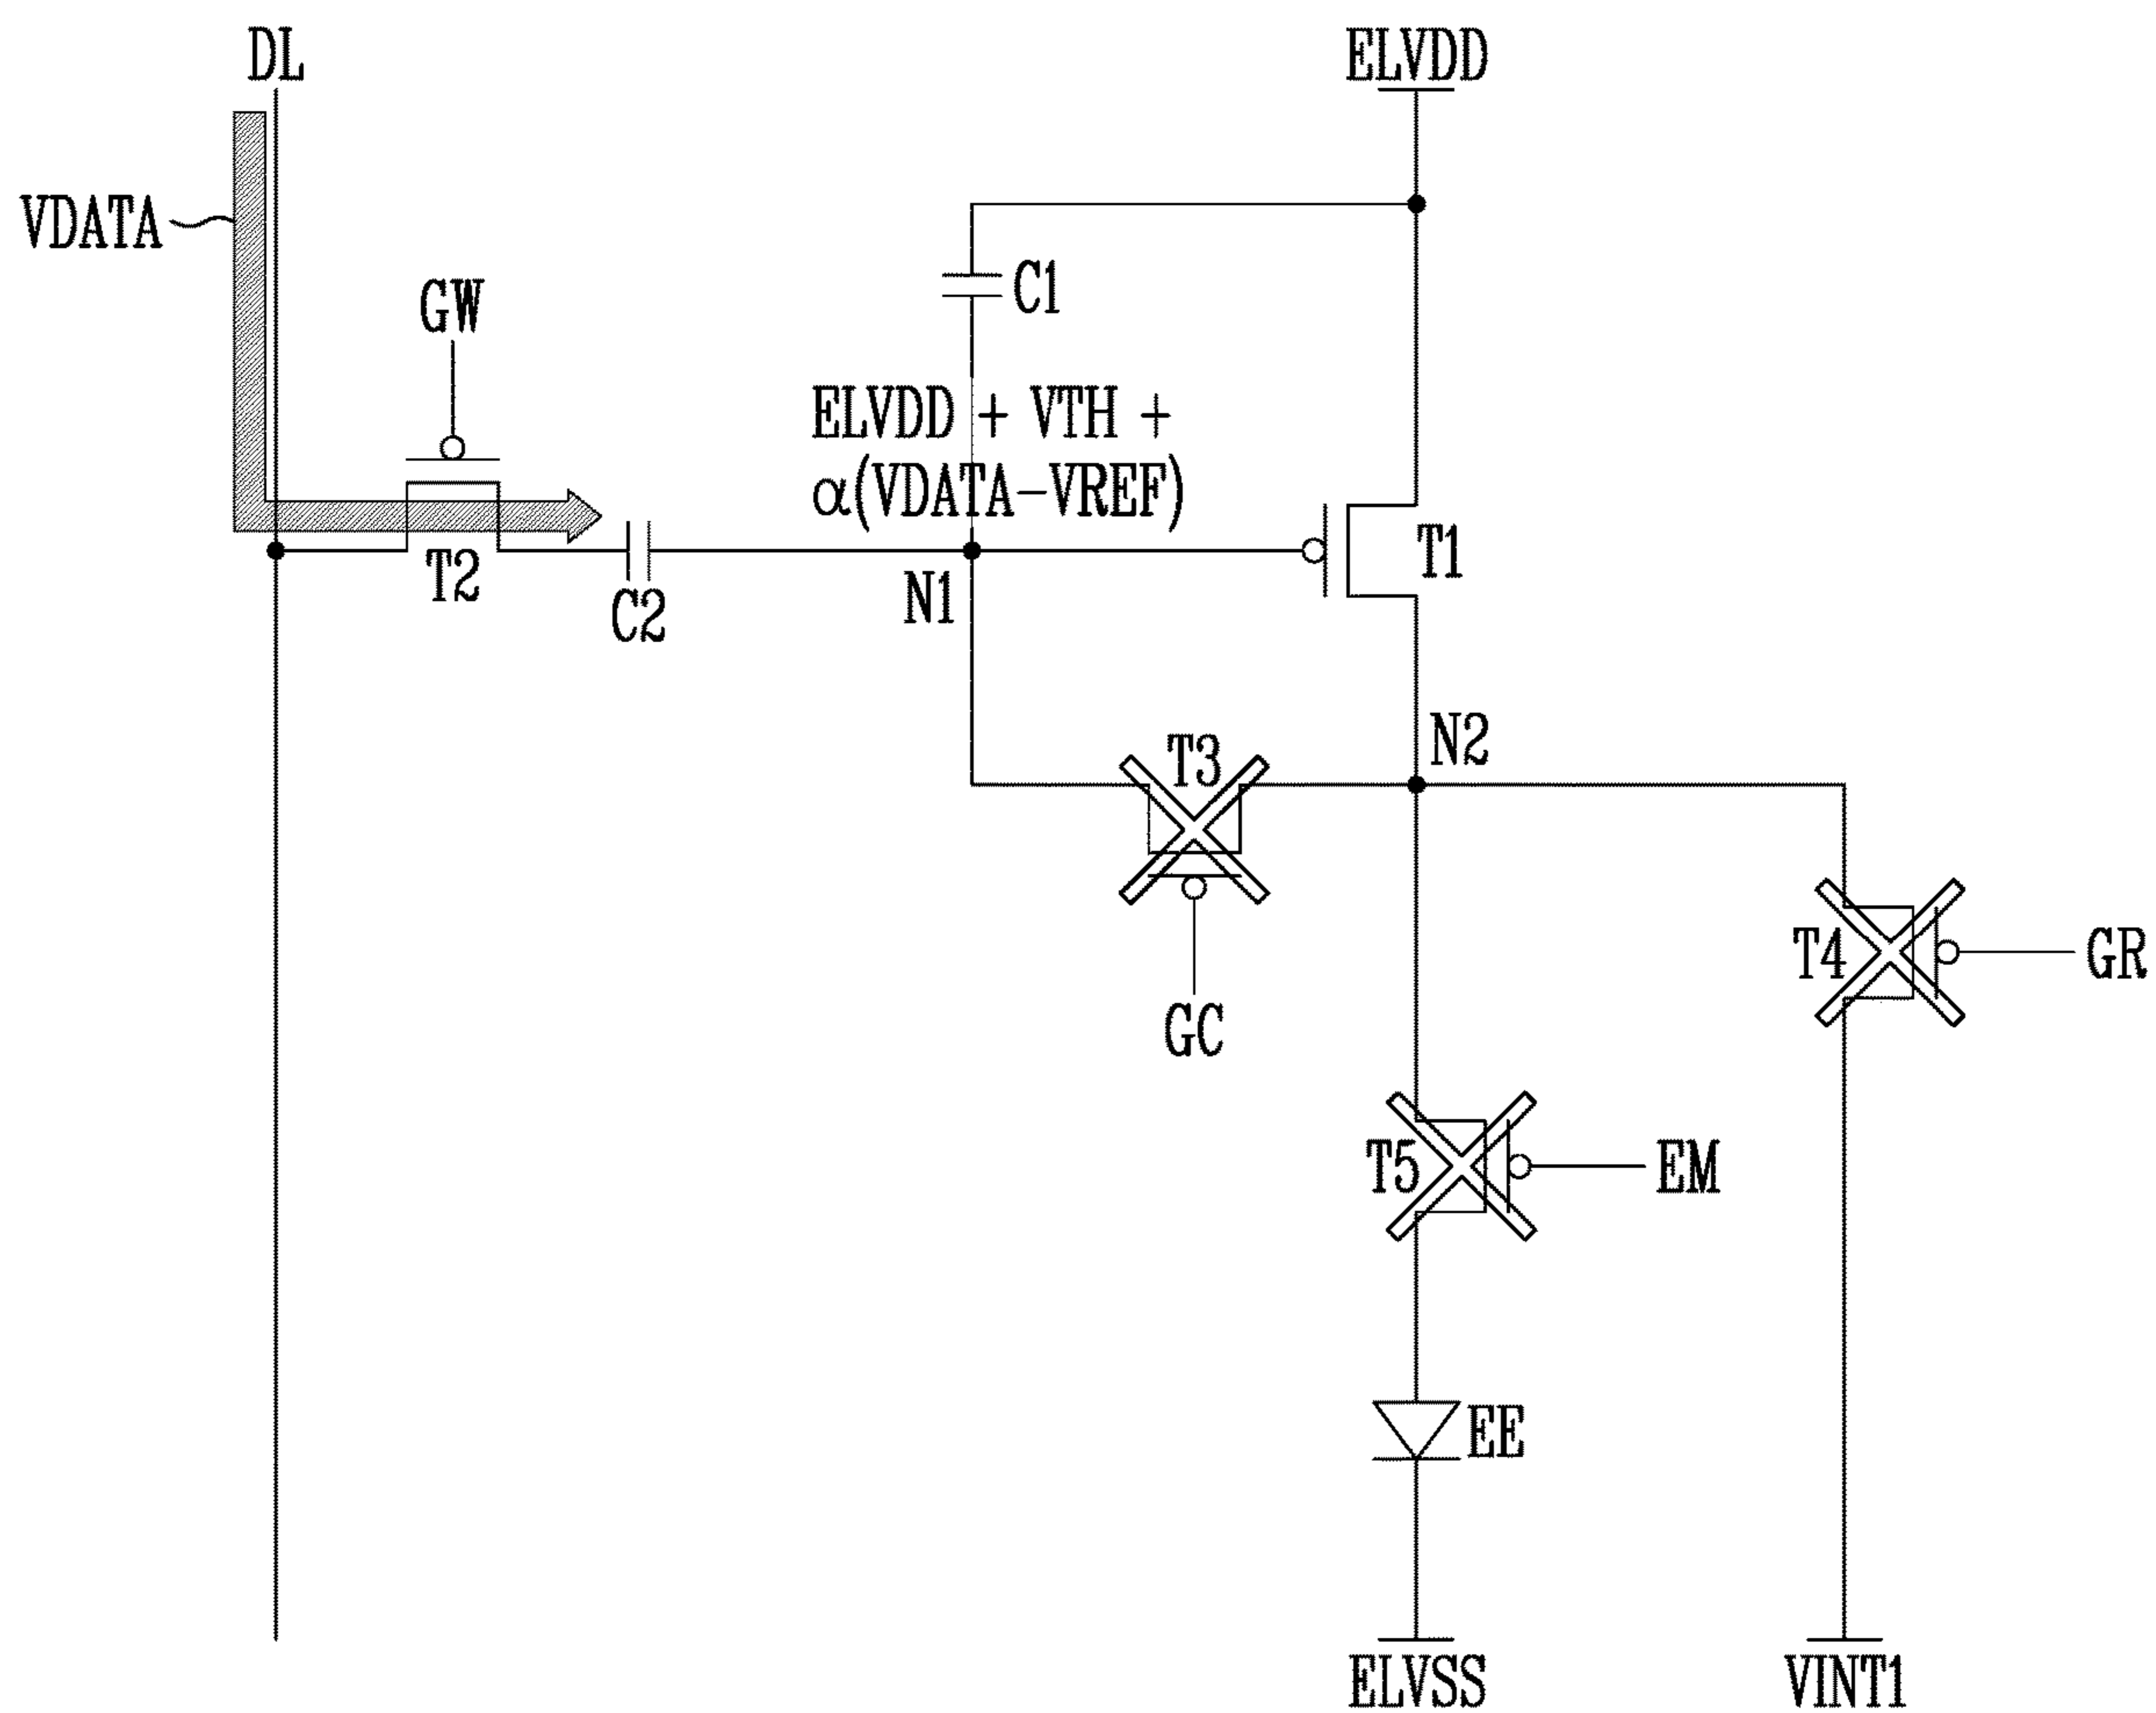 DL
ELVDD
VDATA
GW
C1
ELVDD + VTH +
α(VDATA-VREF)
T1
T2
C2
N1
N2
T3
T4
GR
GC
T5
EM
EE
ELVSS
VINT1